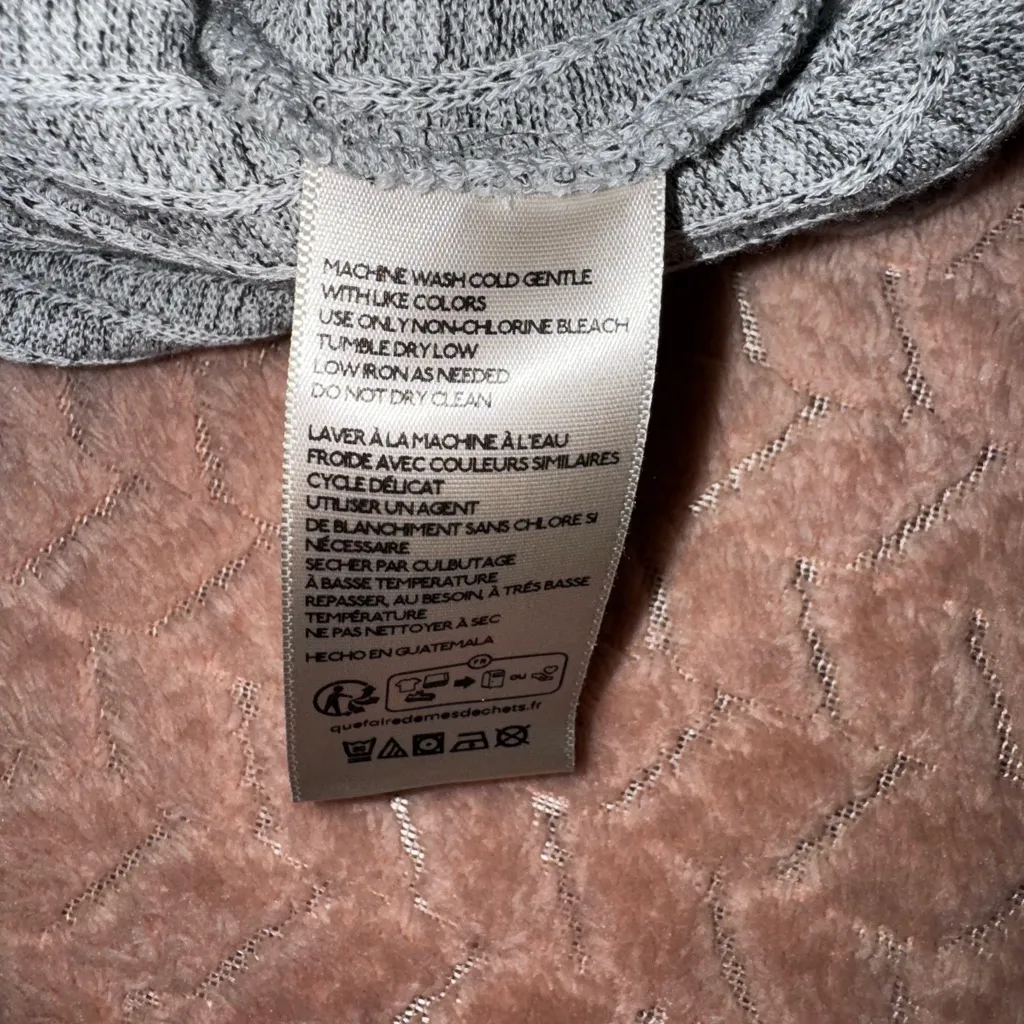 MACHINE WASH COLD GENTLE
WITH LIKE COLORS
USE ONLY NON-CHLORINE BLEACH
TUMBLE DRY LOW
LOW IRON AS NEEDED
DO NOT DRY CLEAN
LAVER À LA MACHINE À L'EAU
FROIDE AVEC COULEURS SIMILAIRES
CYCLE DÉLICAT
UTILISER UN AGENT
DE BLANCHIMENT SANS CHLORE SI
NÉCESSAIRE
SECHER PAR CULBUTAGE
À BASSE TEMPERATURE
REPASSER, AU BESOIN, À TRÉS BASSE
TEMPÉRATURE
NE PAS NETTOYER À SEC
HECHO EN GUATEMALA
FR
OU
quefairedemesdechets.fr